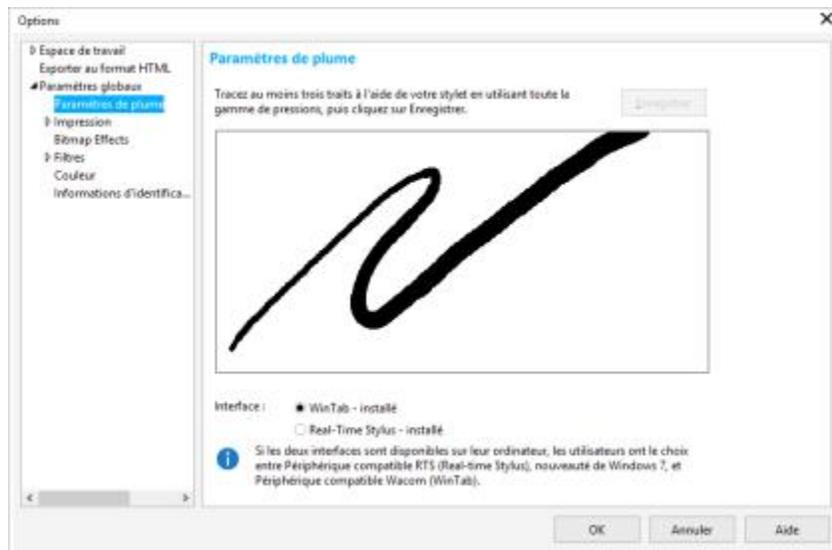 Options
Espace de travail
Exporter au format HTML
Paramètres globaux
Paramètres de plume
Impression
Bitmap Effects
Filtres
Couleur
Informations d'identifica...
Paramètres de plume
Tracez au moins trois traits à l'aide de votre stylet en utilisant toute la
gamme de pressions, puis cliquez sur Enregistrer.
Enregistrer
Interface :
WinTab - installé
Real-Time Stylus - installé
Si les deux interfaces sont disponibles sur leur ordinateur, les utilisateurs ont le choix
entre Périphérique compatible RTS (Real-time Stylus), nouveauté de Windows 7, et
Périphérique compatible Wacom (WinTab).
OK
Annuler
Aide